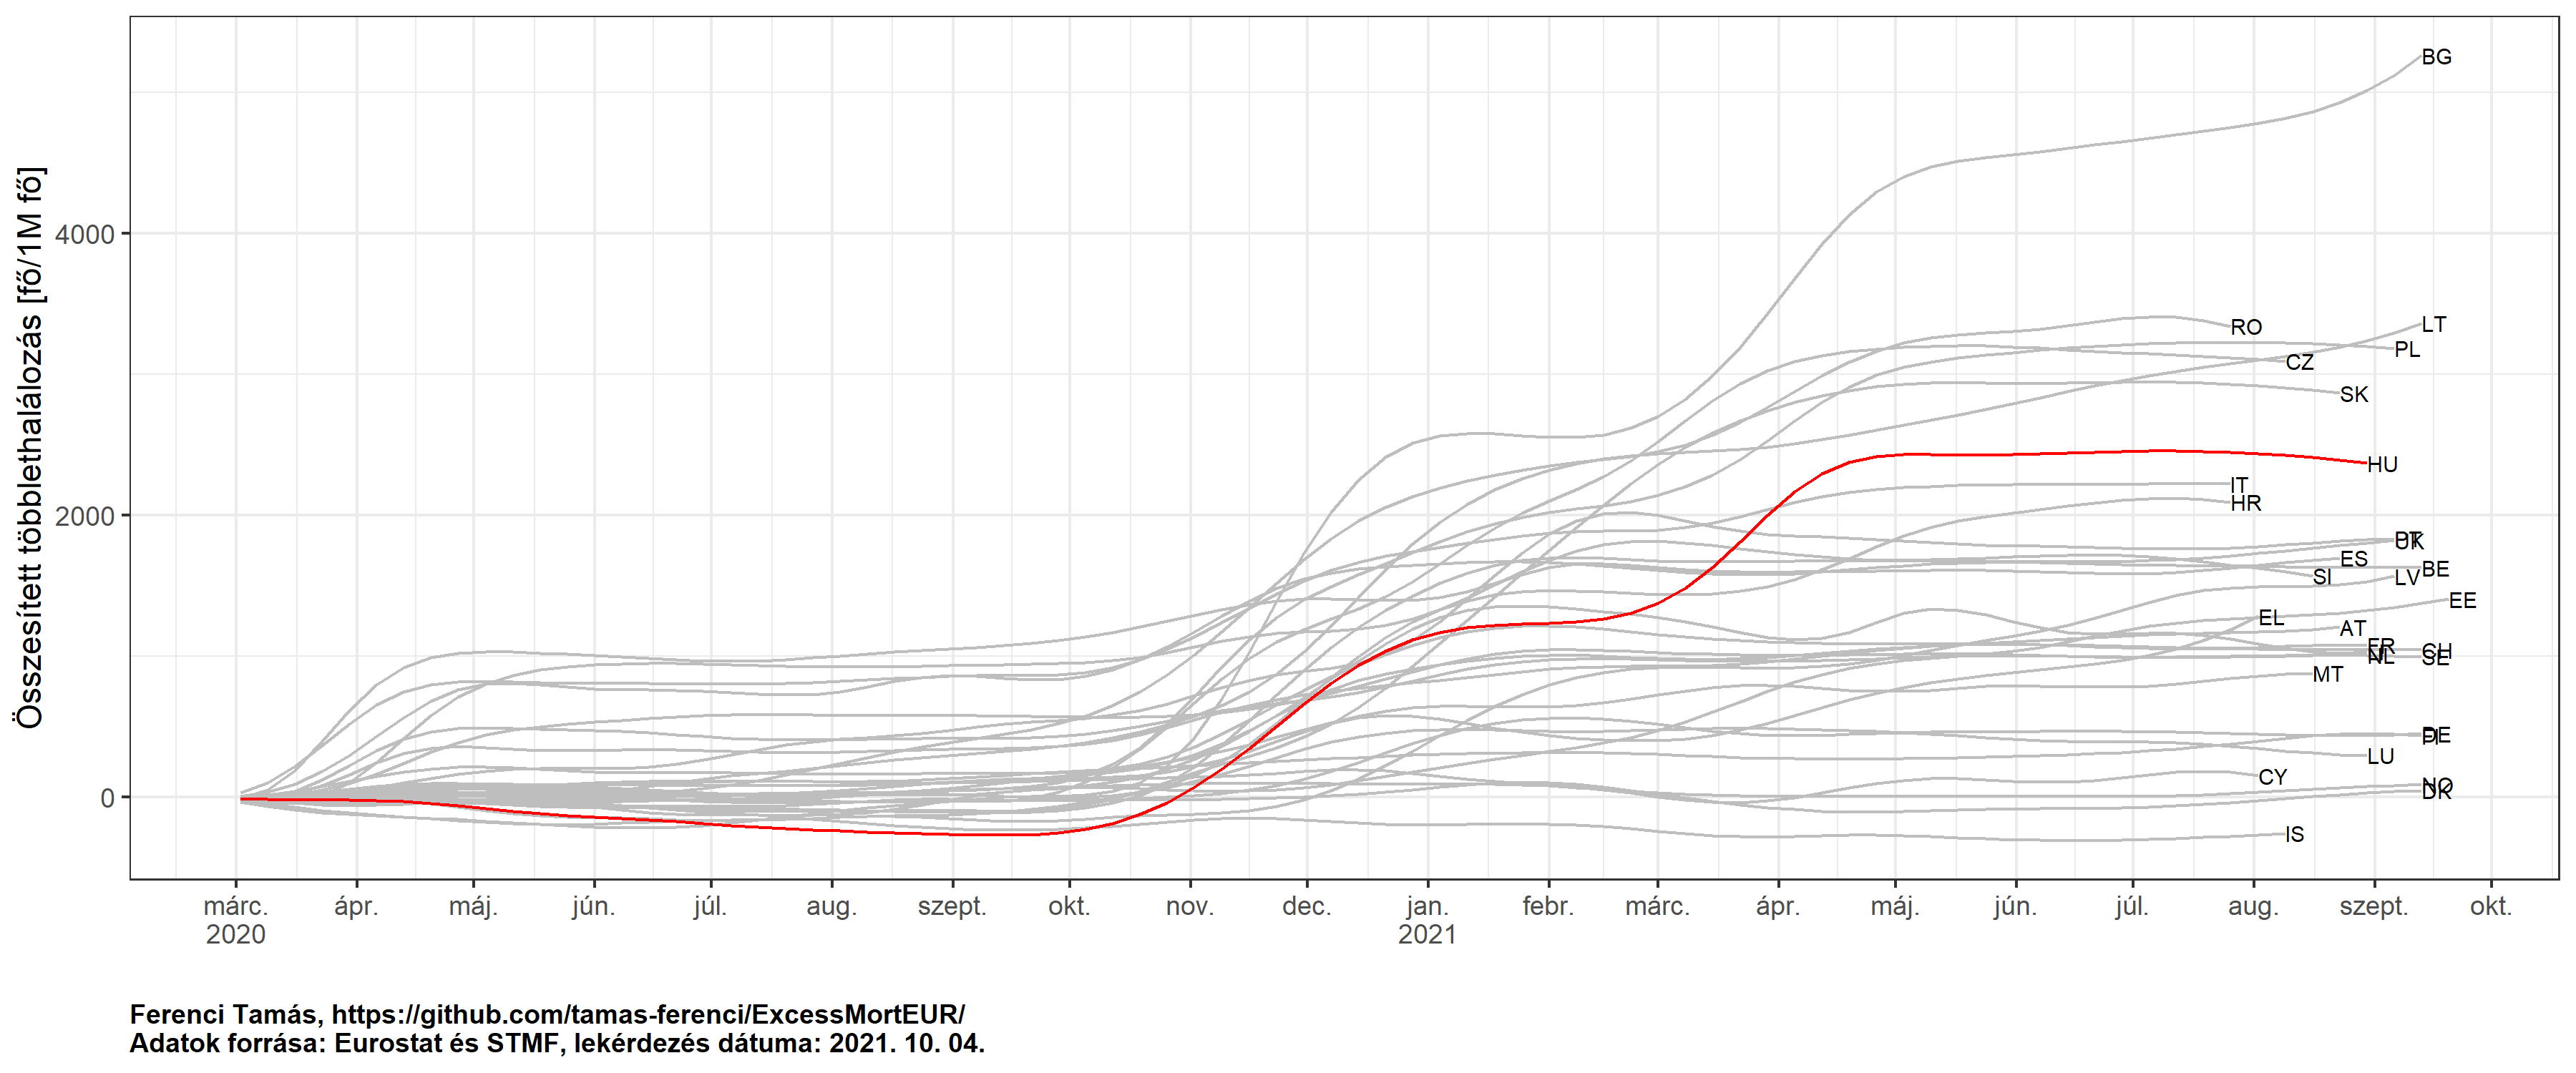 Összesített többlethalálozás [fő/1M fő]
4000
2000
0
BG
RO
LT
PL
CZ
SK
HU
IT
HR
PT
UK
ES
BE
SI
LV
EE
EL
AT
FR
CH
NL
SE
MT
DE
FI
LU
CY
NO
DK
IS
márc. ápr. máj. jún. júl. aug. szept. okt. nov. dec. jan. febr. márc. ápr. máj. jún. júl. aug. szept. okt.
2020 2021
Ferenci Tamás, https://github.com/tamas-ferenci/ExcessMortEUR/
Adatok forrása: Eurostat és STMF, lekérdezés dátuma: 2021. 10. 04.